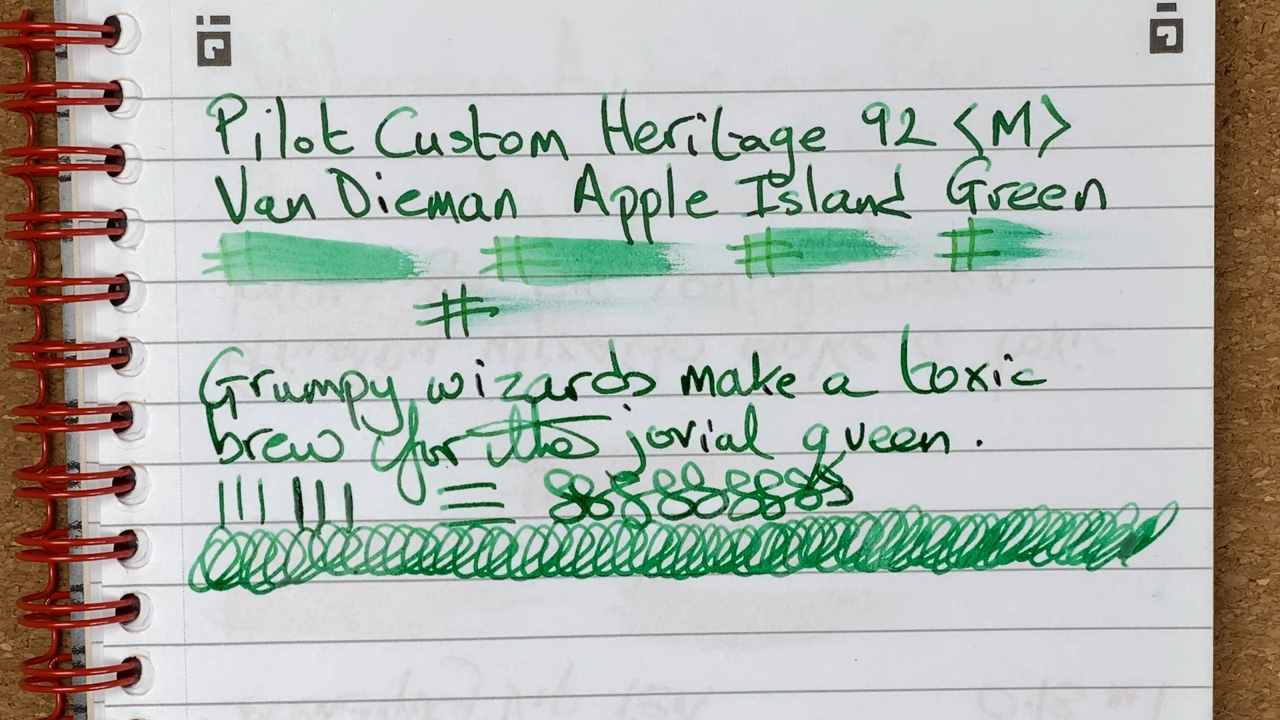 Pilot Custom Heritage 92 <M>
Van Dieman Apple Island Green
#  # # #
#
Grumpy wizards make a toxic
brew for the jovial queen.
||| ||| ≡ 88888888